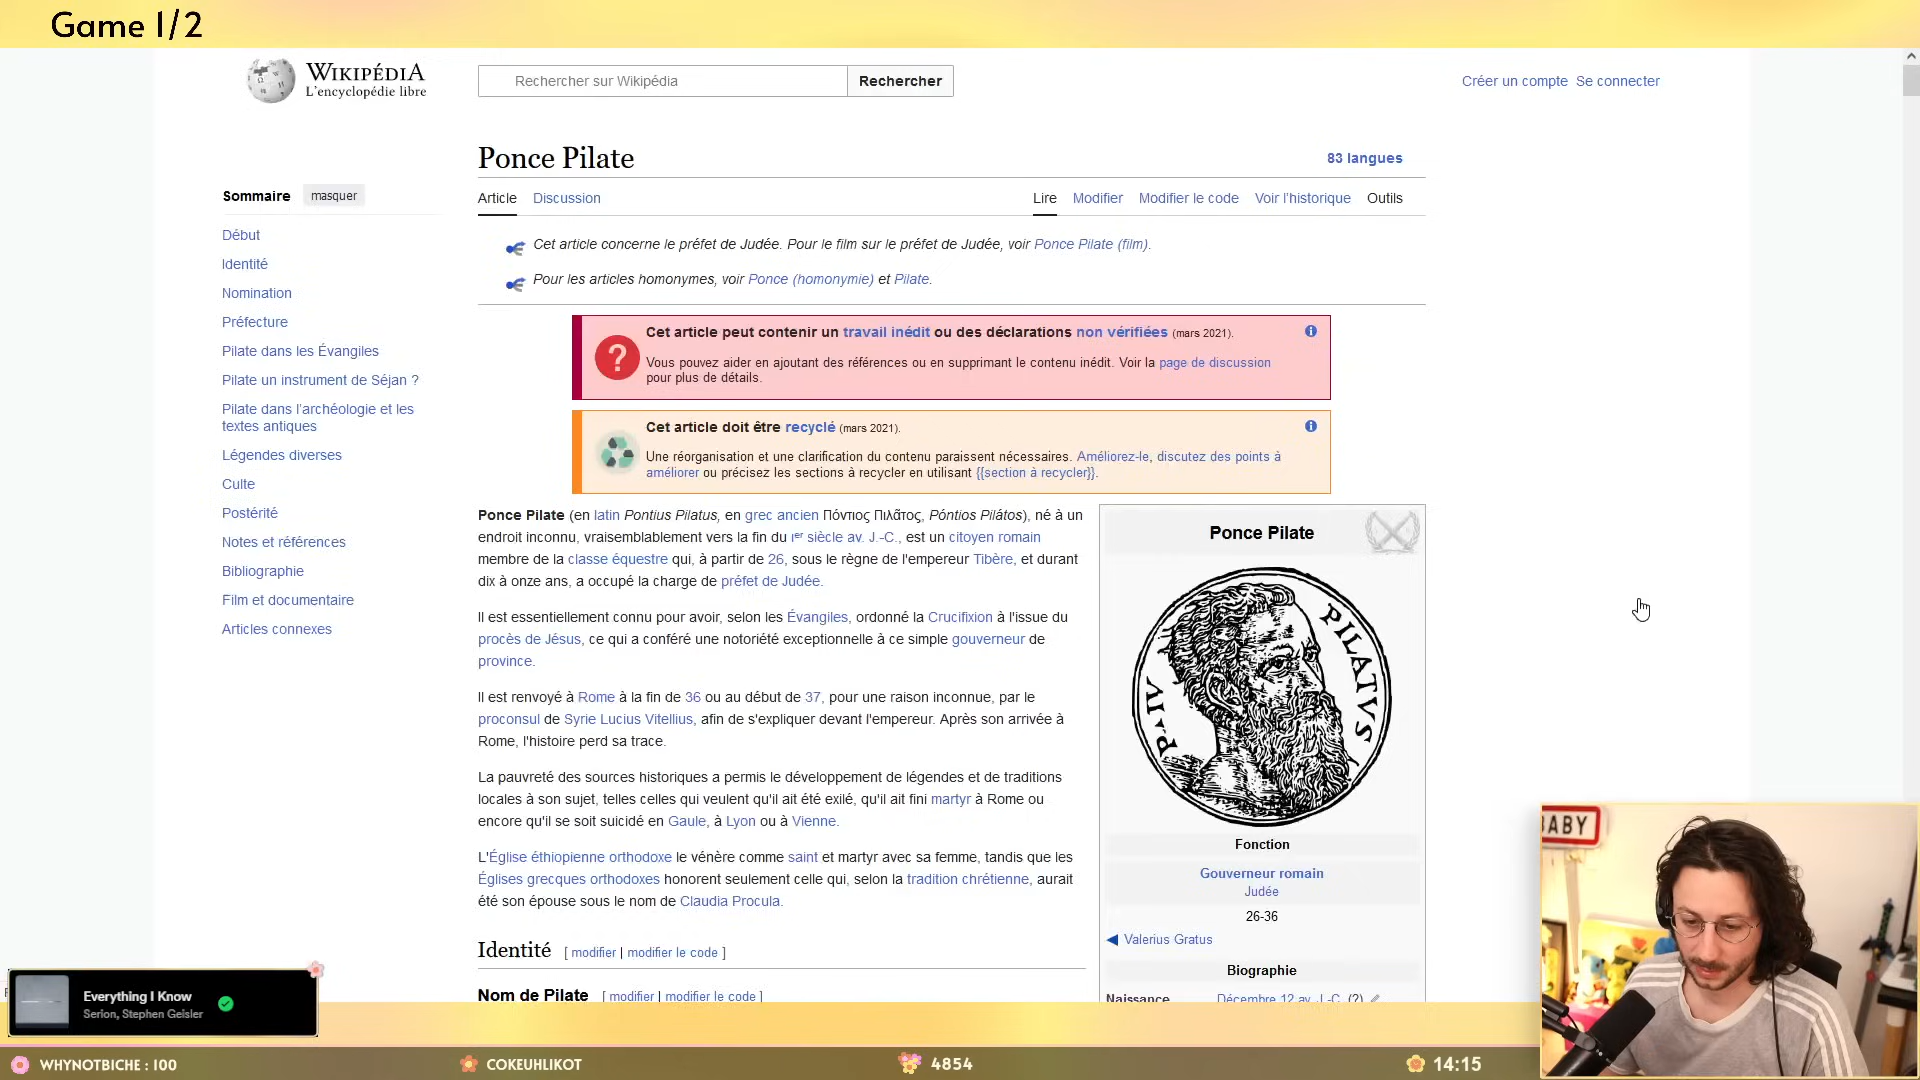 Game 1/2
WIKIPÉDIA
L'encyclopédie libre
Rechercher sur Wikipédia
Rechercher
Créer un compte Se connecter
Ponce Pilate
83 langues
Article Discussion
Lire Modifier Modifier le code Voir l'historique Outils
Sommaire masquer
Début
Identité
Nomination
Préfecture
Pilate dans les Évangiles
Pilate un instrument de Séjan ?
Pilate dans l'archéologie et les
textes antiques
Légendes diverses
Culte
Postérité
Notes et références
Bibliographie
Film et documentaire
Articles connexes
Cet article concerne le préfet de Judée. Pour le film sur le préfet de Judée, voir Ponce Pilate (film).
Pour les articles homonymes, voir Ponce (homonymie) et Pilate.
Cet article peut contenir un travail inédit ou des déclarations non vérifiées (mars 2021).
Vous pouvez aider en ajoutant des références ou en supprimant le contenu inédit. Voir la page de discussion
pour plus de détails.
Cet article doit être recyclé (mars 2021).
Une réorganisation et une clarification du contenu paraissent nécessaires. Améliorez-le, discutez des points à
améliorer ou précisez les sections à recycler en utilisant {{section à recycler}}.
Ponce Pilate (en latin Pontius Pilatus, en grec ancien Πόντιος Πιλᾶτος, Póntios Pilátos), né à un
endroit inconnu, vraisemblablement vers la fin du Ier siècle av. J.-C., est un citoyen romain
membre de la classe équestre qui, à partir de 26, sous le règne de l'empereur Tibère, et durant
dix à onze ans, a occupé la charge de préfet de Judée.
Il est essentiellement connu pour avoir, selon les Évangiles, ordonné la Crucifixion à l'issue du
procès de Jésus, ce qui a conféré une notoriété exceptionnelle à ce simple gouverneur de
province.
Il est renvoyé à Rome à la fin de 36 ou au début de 37, pour une raison inconnue, par le
proconsul de Syrie Lucius Vitellius, afin de s'expliquer devant l'empereur. Après son arrivée à
Rome, l'histoire perd sa trace.
La pauvreté des sources historiques a permis le développement de légendes et de traditions
locales à son sujet, telles celles qui veulent qu'il ait été exilé, qu'il ait fini martyr à Rome ou
encore qu'il se soit suicidé en Gaule, à Lyon ou à Vienne.
L'Église éthiopienne orthodoxe le vénère comme saint et martyr avec sa femme, tandis que les
Églises grecques orthodoxes honorent seulement celle qui, selon la tradition chrétienne, aurait
été son épouse sous le nom de Claudia Procula.
Identité [ modifier | modifier le code ]
Nom de Pilate [ modifier | modifier le code ]
Ponce Pilate
PILATVS
Fonction
Gouverneur romain
Judée
26-36
Valerius Gratus
Biographie
Naissance Décembre 12 av. J.-C. (?)
Everything I Know
Serion, Stephen Geisler
BABY
WHYNOTBICHE : 100
COKEUHLIKOT
4854
14:15